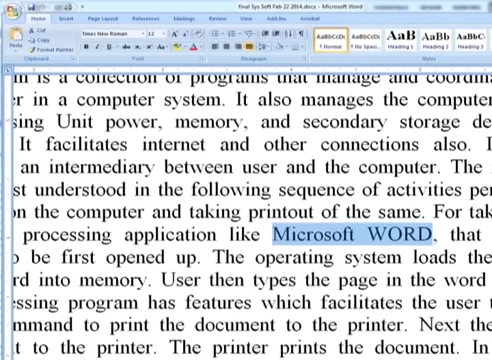 final Sys Soft Feb 22 2014.docx - Microsoft Word
Home Insert Page Layout References Mailings Review View Add-Ins Acrobat
Paste Cut Copy Format Painter
Times New Roman 12
AaBbCcDc AaBbCcDc AaB AaBbC AaBbC
Normal No Spac... Heading 1 Heading 2 Heading 3
Clipboard Font Paragraph Styles
is a collection of programs that manage and coordina
r in a computer system. It also manages the computer
sing Unit power, memory, and secondary storage de
It facilitates internet and other connections also. I
an intermediary between user and the computer. The
st understood in the following sequence of activities per
on the computer and taking printout of the same. For tak
processing application like Microsoft WORD, that
o be first opened up. The operating system loads the
rd into memory. User then types the page in the word
essing program has features which facilitates the user t
mmand to print the document to the printer. Next the
t to the printer. The printer prints the document. In